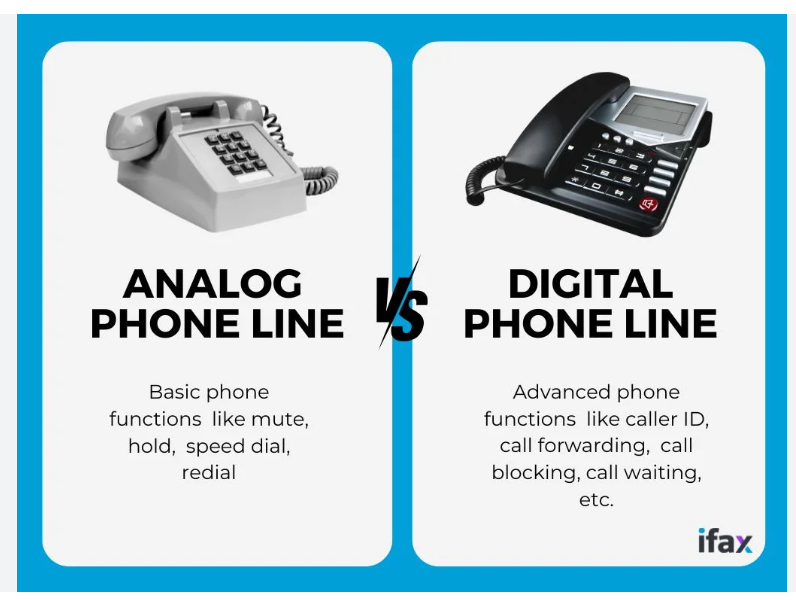 ANALOG
PHONE LINE
Basic phone
functions like mute,
hold, speed dial,
redial
VS
DIGITAL
PHONE LINE
Advanced phone
functions like caller ID,
call forwarding, call
blocking, call waiting,
etc.
ifax